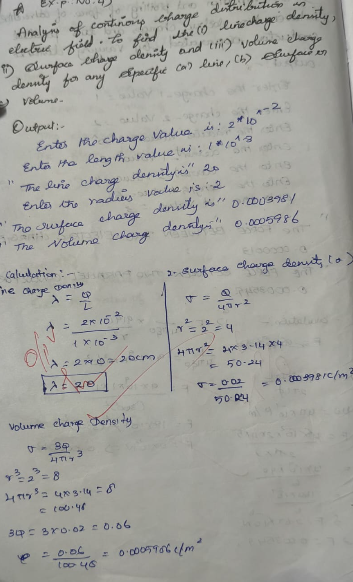 Ex.p. No.4)
Analysis of continous charge distribution in
electric field. To find the (i) line charge density,
ii) Surface charge density and (iii) volume charge
density for any specific (a) line, (b) surface or
volume.
Output:-
Enter the charge value is: 2*10^-2
Enter the length value is: 1*10^-3
"The line charge density is" 20
Enter the radius value is: 2
"The surface charge density is" 0.0003981
"The Volume charge density is" 0.0005986
Calculation:-
line charge density
λ = Q/L
λ = 2×10^-2 / 1×10^-3
λ = 2×10 = 20cm
λ = 20
2. Surface charge density (σ)
σ = Q/4πr^2
r^2 = 2^2 = 4
4πr^2 = 4×3.14×4
= 50.24
σ = 0.02/50.24 = 0.0003981C/m^2
Volume charge Density
σ = 3Q/4πr^3
r^3 = 2^3 = 8
4πr^3 = 4×3.14×8
= 100.48
3Q = 3×0.02 = 0.06
ρ = 0.06/100.48 = 0.0005986 C/m^2